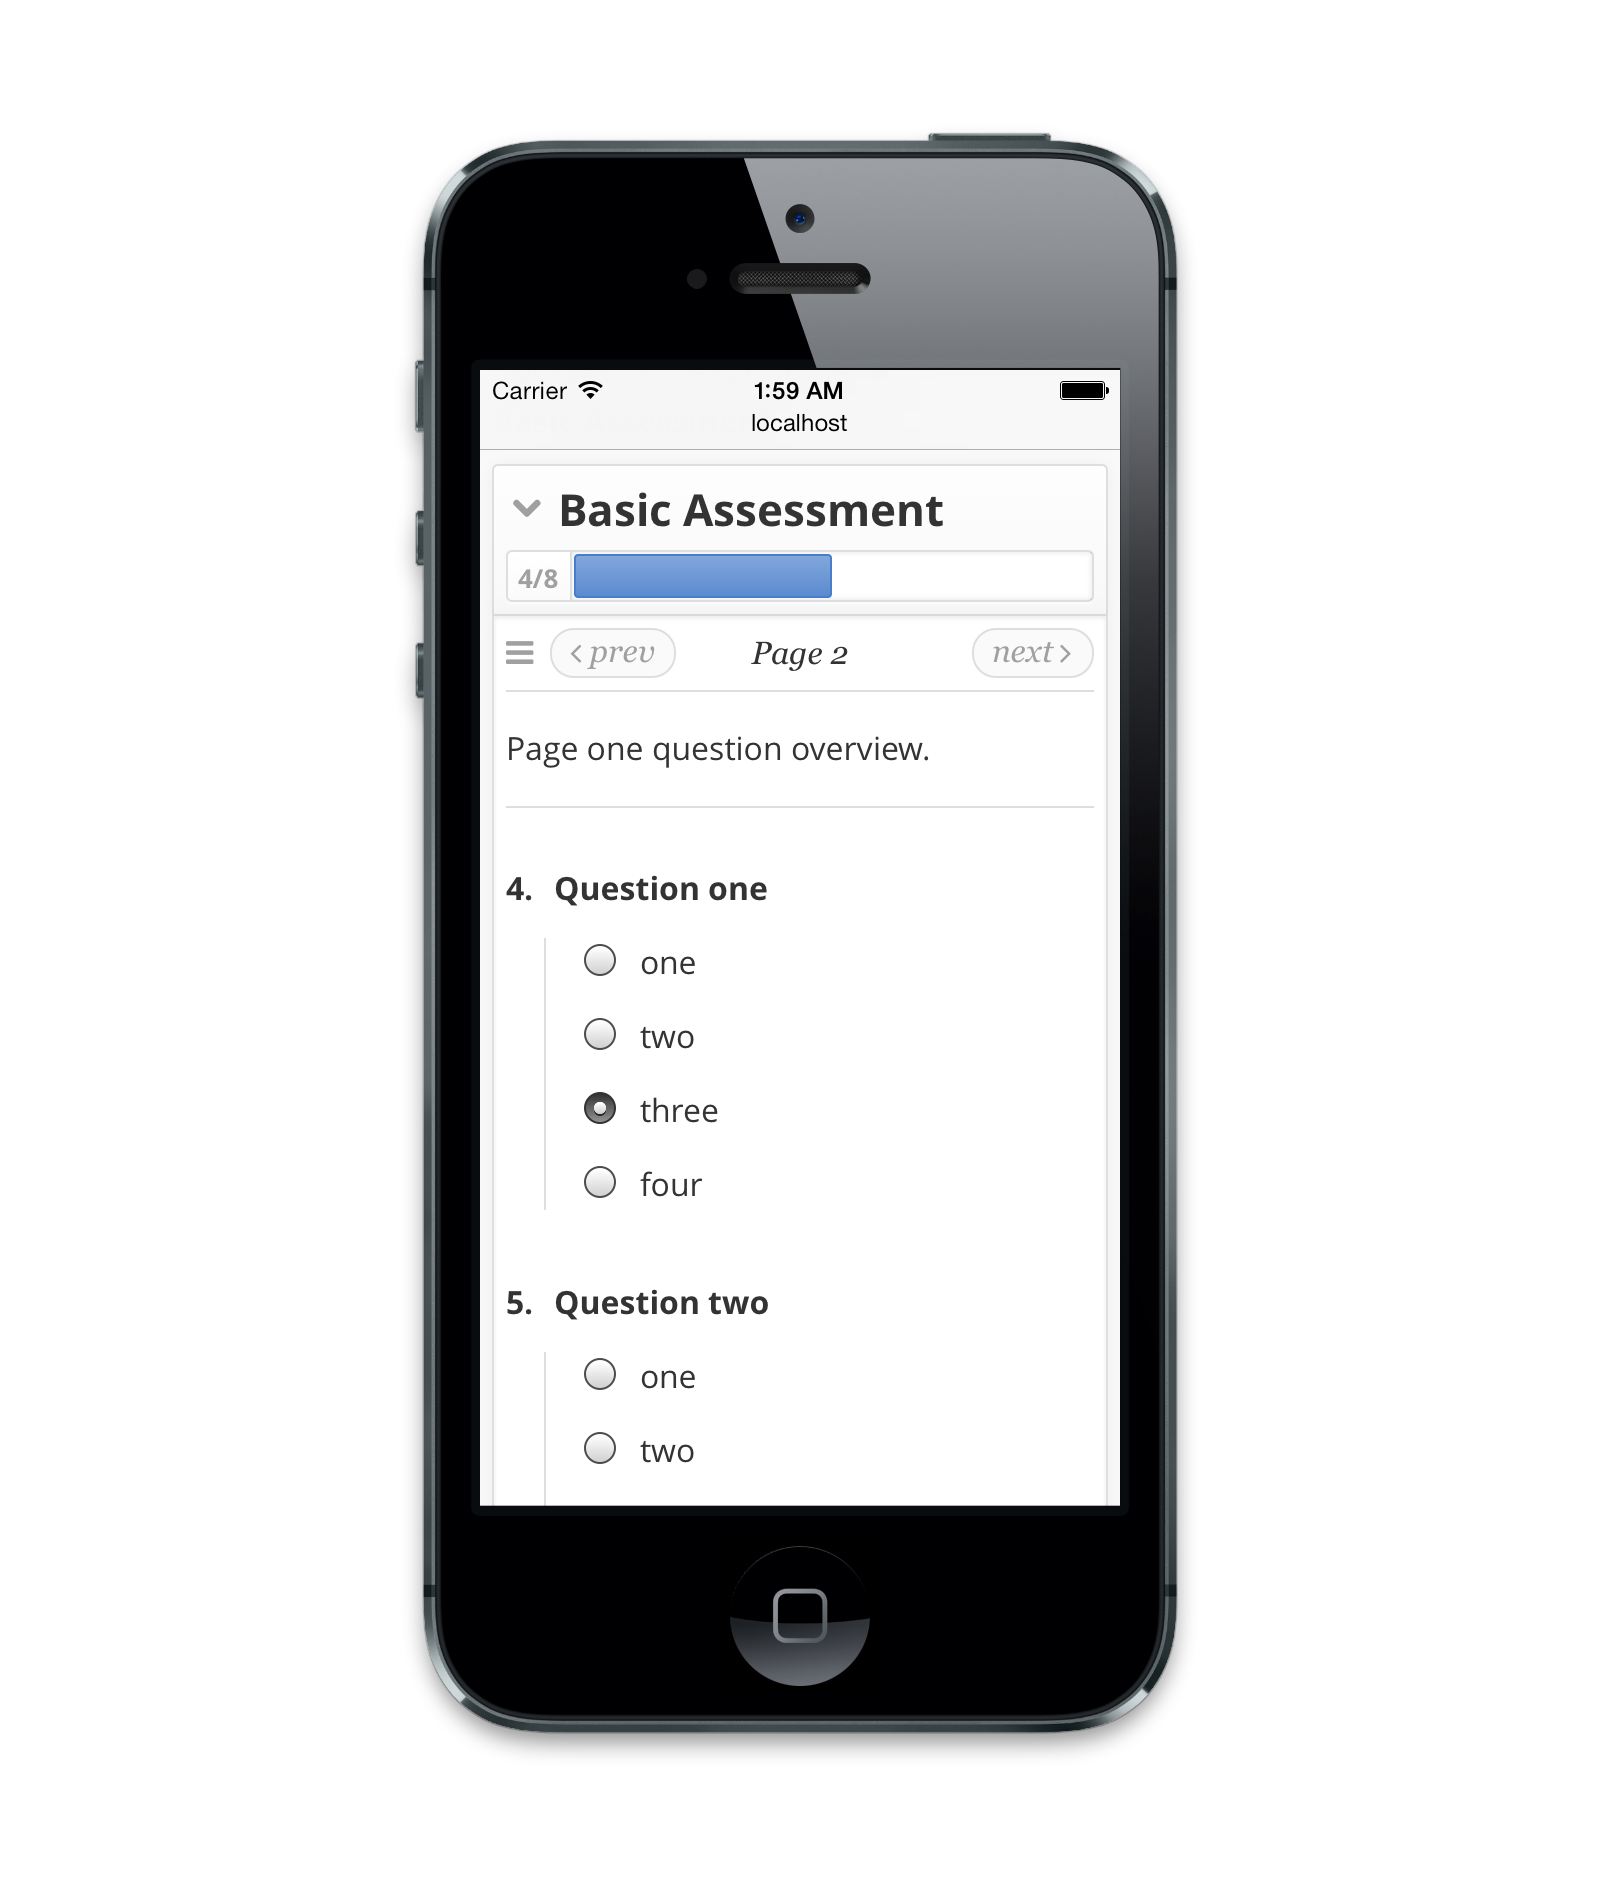 Carrier 1:59 AM
localhost
Basic Assessment
4/8
prev Page 2 next
Page one question overview.
4. Question one
one
two
three
four
5. Question two
one
two